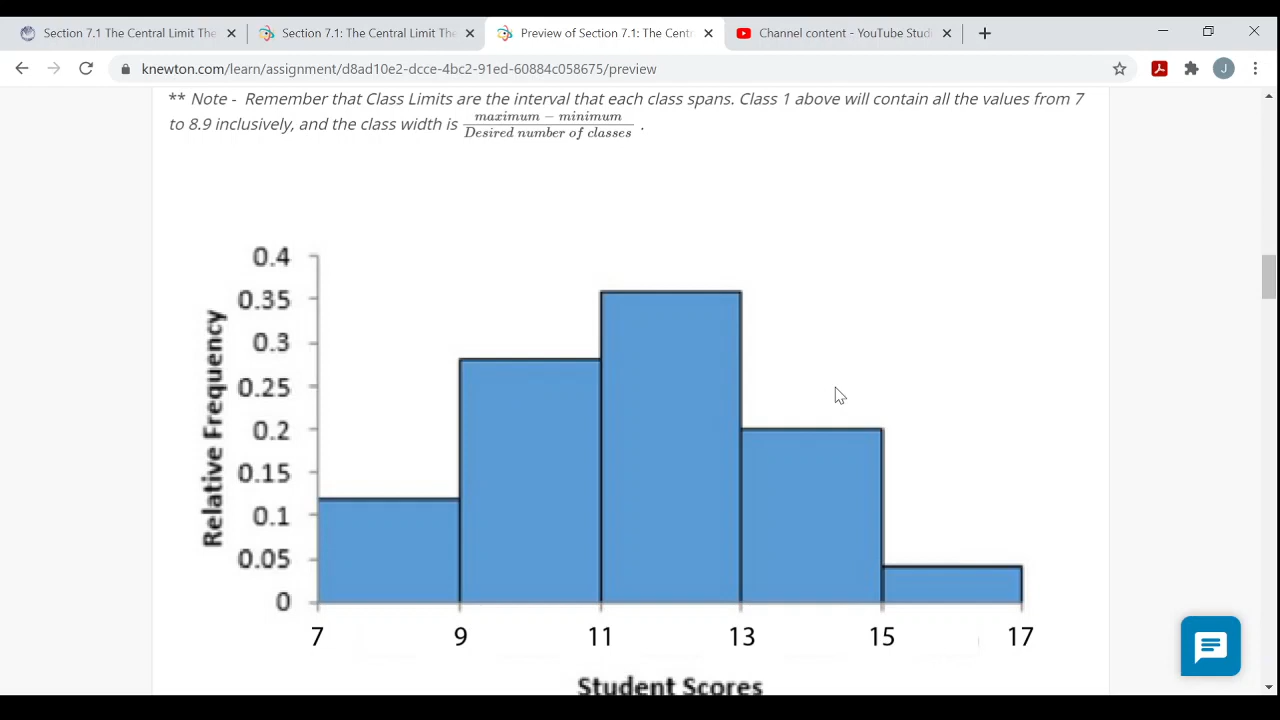 Section 7.1 The Central Limit The
Section 7.1: The Central Limit The
Preview of Section 7.1: The Centr
Channel content - YouTube Stud
knewton.com/learn/assignment/d8ad10e2-dcce-4bc2-91ed-60884c058675/preview
J
** Note - Remember that Class Limits are the interval that each class spans. Class 1 above will contain all the values from 7
to 8.9 inclusively, and the class width is maximum − minimum
Desired number of classes .
0.4
0.35
0.3
0.25
0.2
0.15
0.1
0.05
0
Relative Frequency
7 9 11 13 15 17
Student Scores